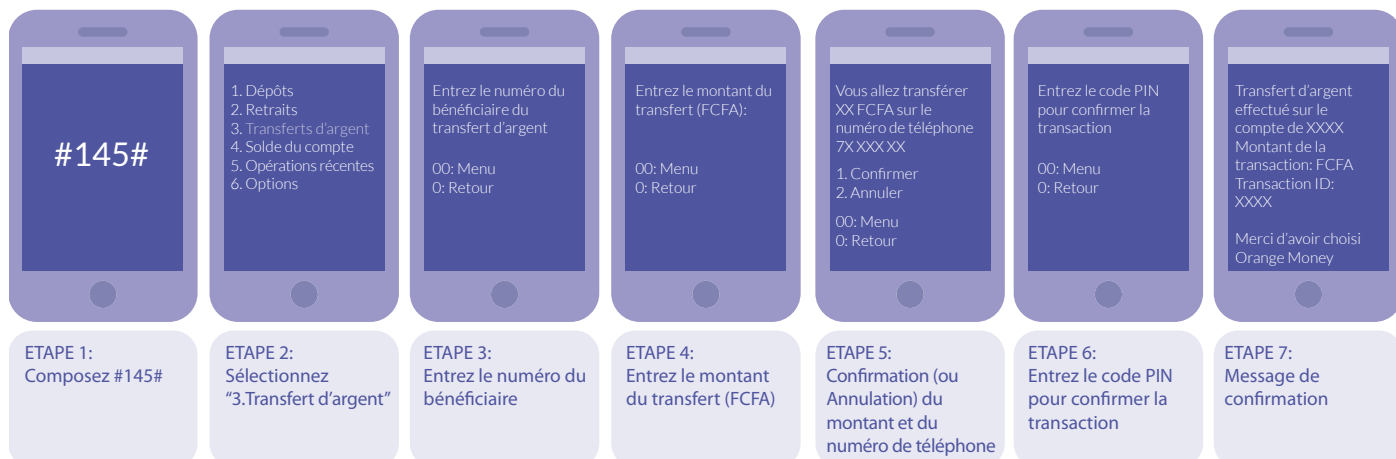 #145#
1. Dépôts
2. Retraits
3. Transferts d'argent
4. Solde du compte
5. Opérations récentes
6. Options
Entrez le numéro du
bénéficiaire du
transfert d'argent
00: Menu
0: Retour
Entrez le montant du
transfert (FCFA):
00: Menu
0: Retour
Vous allez transférer
XX FCFA sur le
numéro de téléphone
7X XXX XX
1. Confirmer
2. Annuler
00: Menu
0: Retour
Entrez le code PIN
pour confirmer la
transaction
00: Menu
0: Retour
Transfert d'argent
effectué sur le
compte de XXXX
Montant de la
transaction: FCFA
Transaction ID:
XXXX
Merci d'avoir choisi
Orange Money
ETAPE 1:
Composez #145#
ETAPE 2:
Sélectionnez
“3.Transfert d'argent”
ETAPE 3:
Entrez le numéro du
bénéficiaire
ETAPE 4:
Entrez le montant
du transfert (FCFA)
ETAPE 5:
Confirmation (ou
Annulation) du
montant et du
numéro de téléphone
ETAPE 6:
Entrez le code PIN
pour confirmer la
transaction
ETAPE 7:
Message de
confirmation